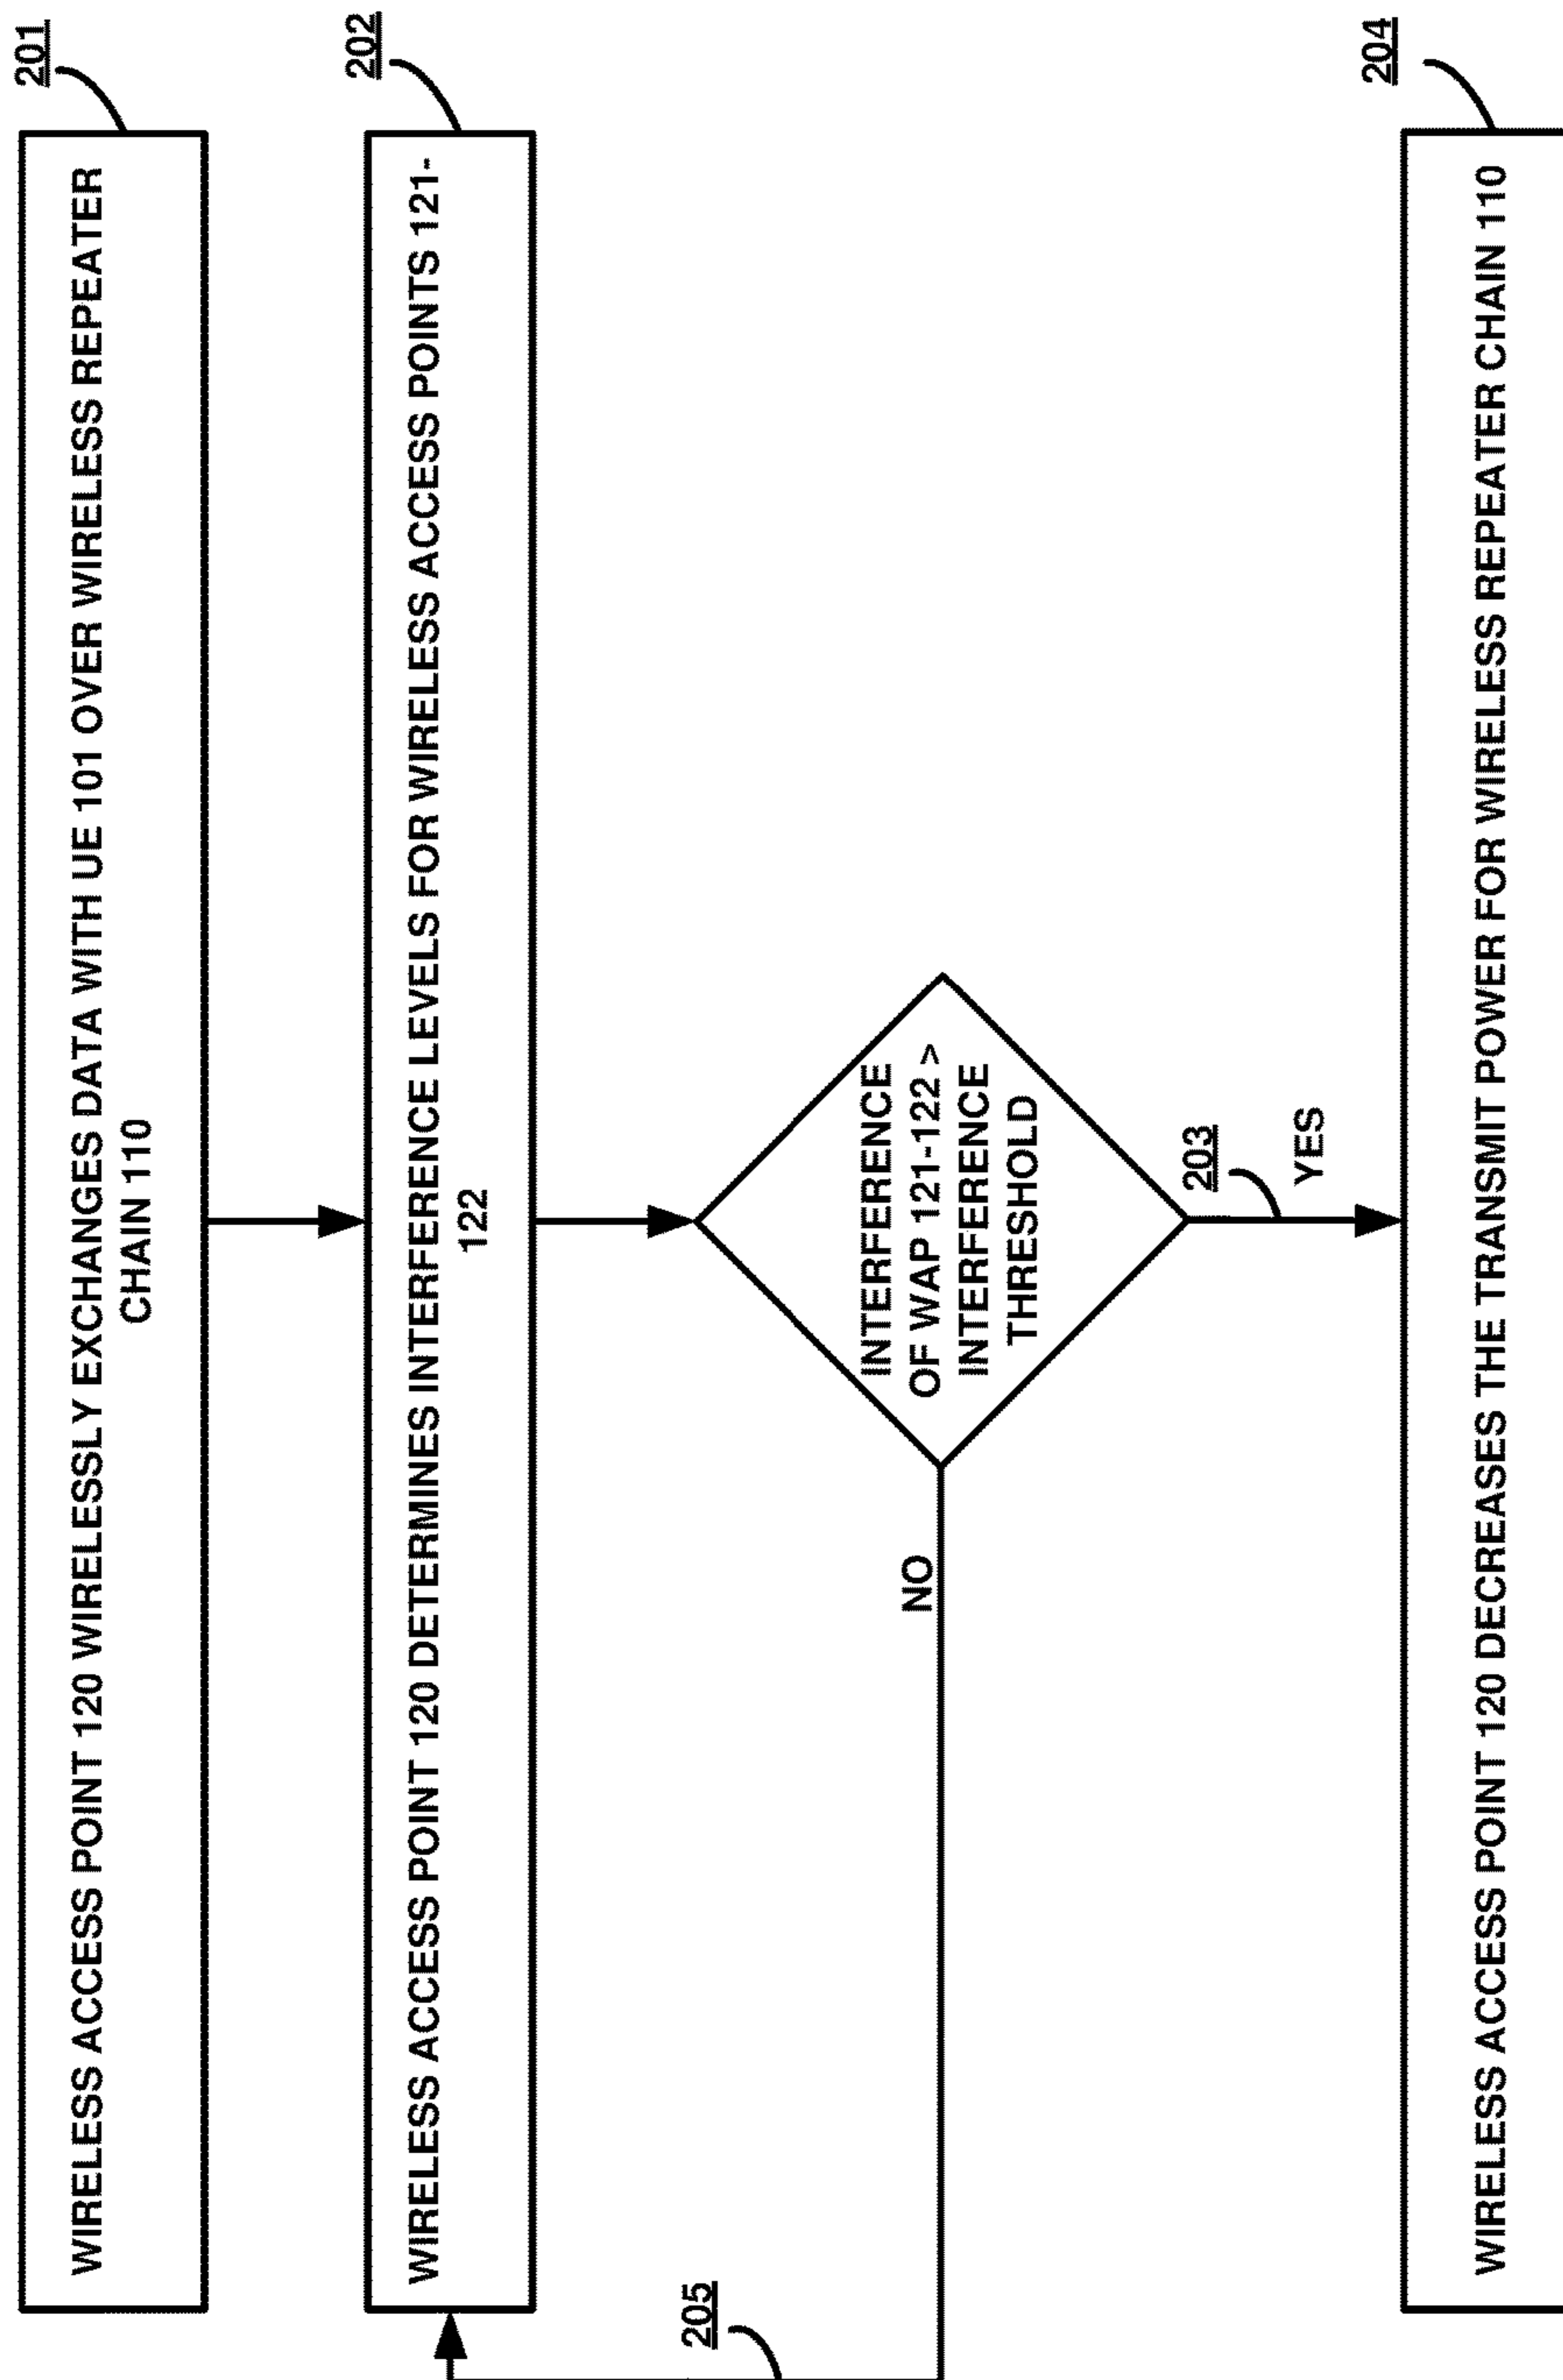 201
WIRELESS ACCESS POINT 120 WIRELESSLY EXCHANGES DATA WITH UE 101 OVER WIRELESS REPEATER
CHAIN 110
202
WIRELESS ACCESS POINT 120 DETERMINES INTERFERENCE LEVELS FOR WIRELESS ACCESS POINTS 121-
122
INTERFERENCE
OF WAP 121-122 >
INTERFERENCE
THRESHOLD
NO
205
203
YES
204
WIRELESS ACCESS POINT 120 DECREASES THE TRANSMIT POWER FOR WIRELESS REPEATER CHAIN 110